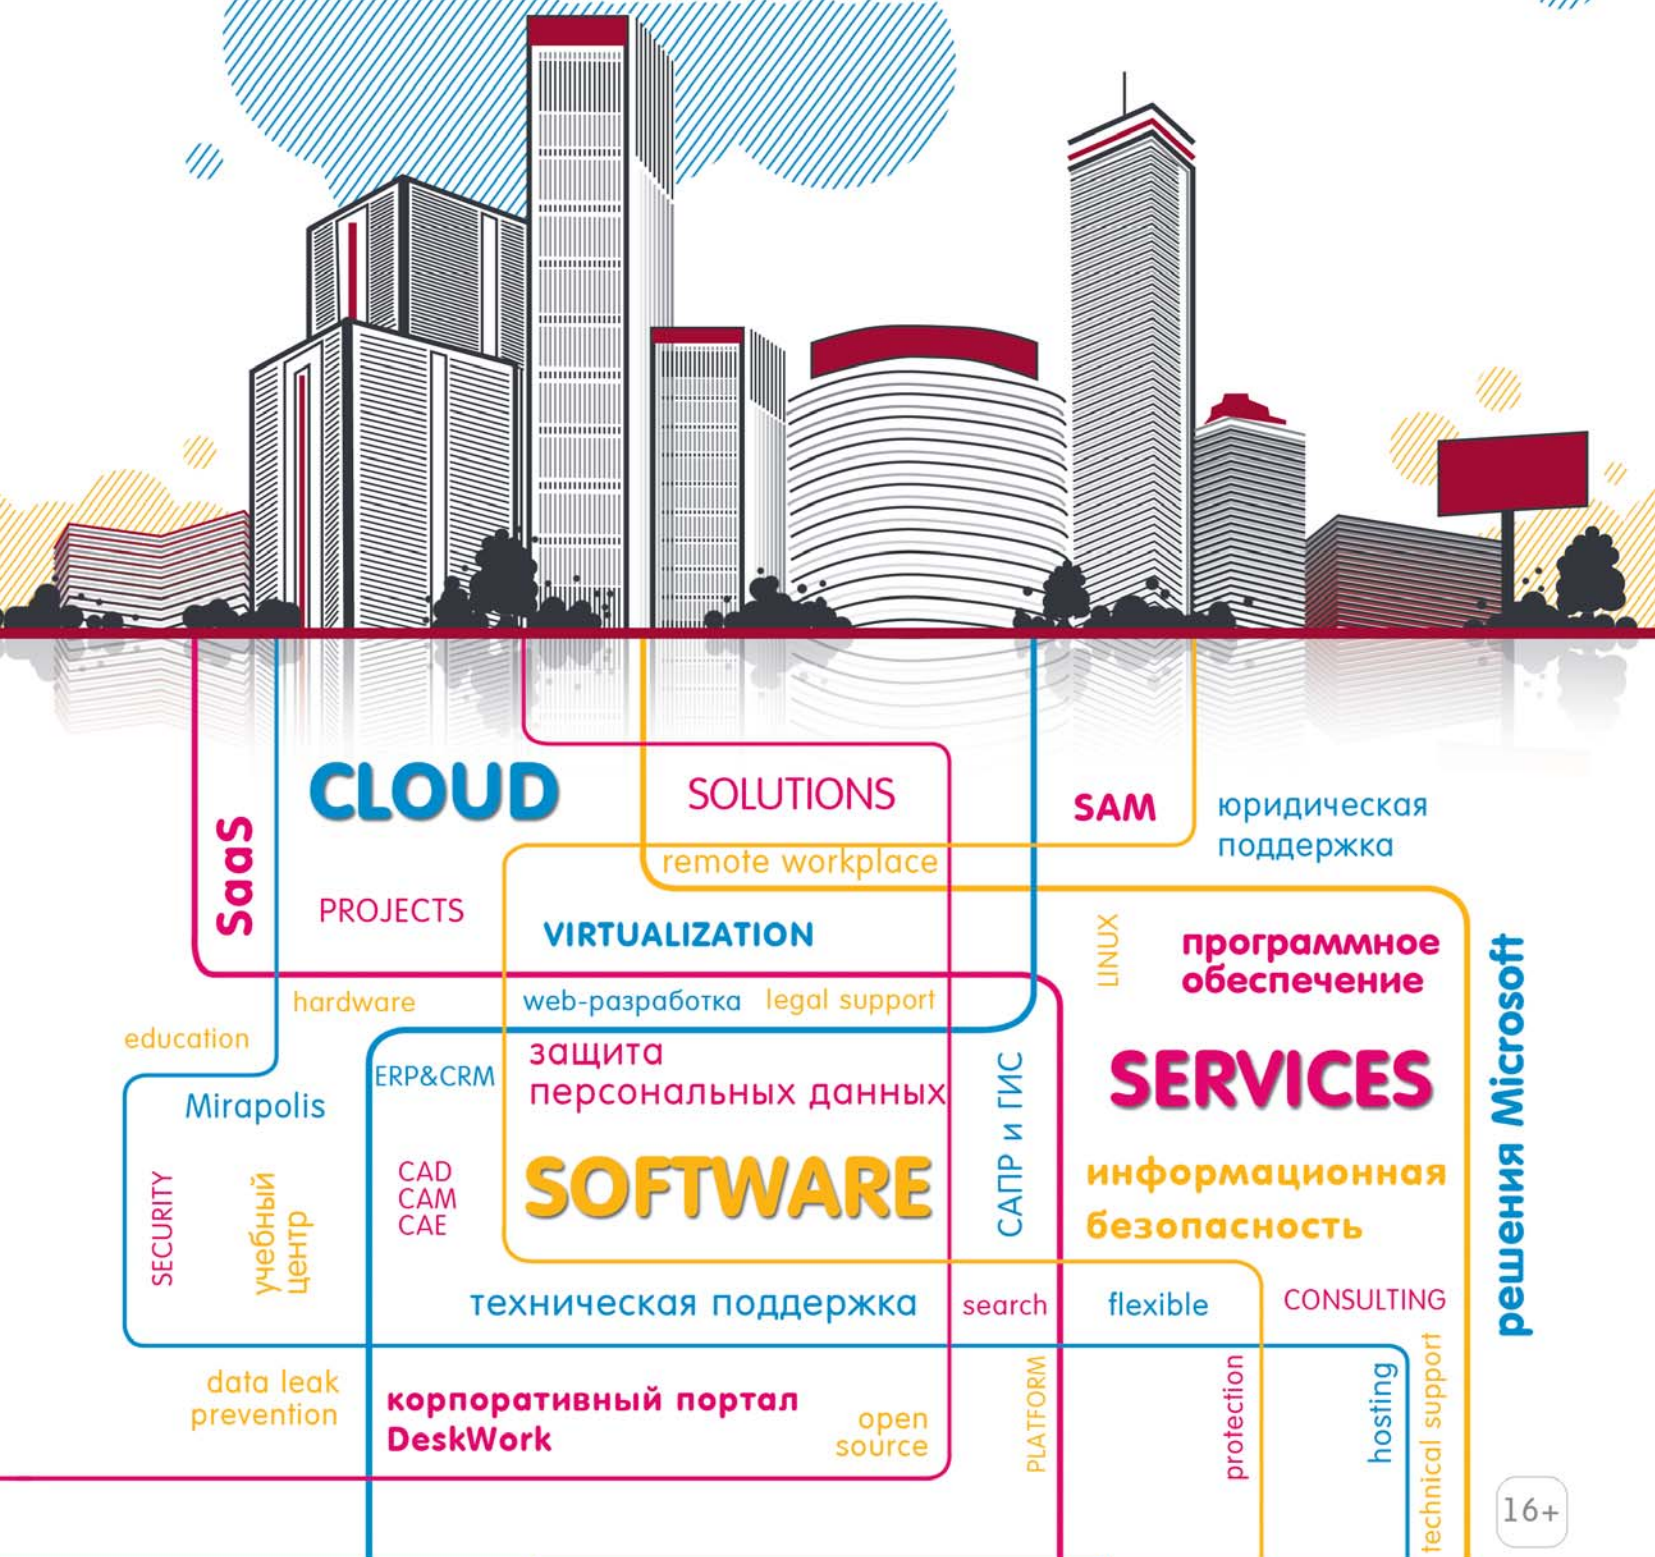 CLOUD
SOLUTIONS
SAM
юридическая
поддержка
SaaS
remote workplace
PROJECTS
VIRTUALIZATION
LINUX
программное
обеспечение
hardware
web-разработка
legal support
education
решения Microsoft
защита
персональных данных
ERP&CRM
SERVICES
Mirapolis
САПР и ГИС
SECURITY
учебный
центр
CAD
CAM
CAE
SOFTWARE
информационная
безопасность
техническая поддержка
search
flexible
CONSULTING
data leak
prevention
корпоративный портал
DeskWork
open
source
PLATFORM
protection
hosting
technical support
16+